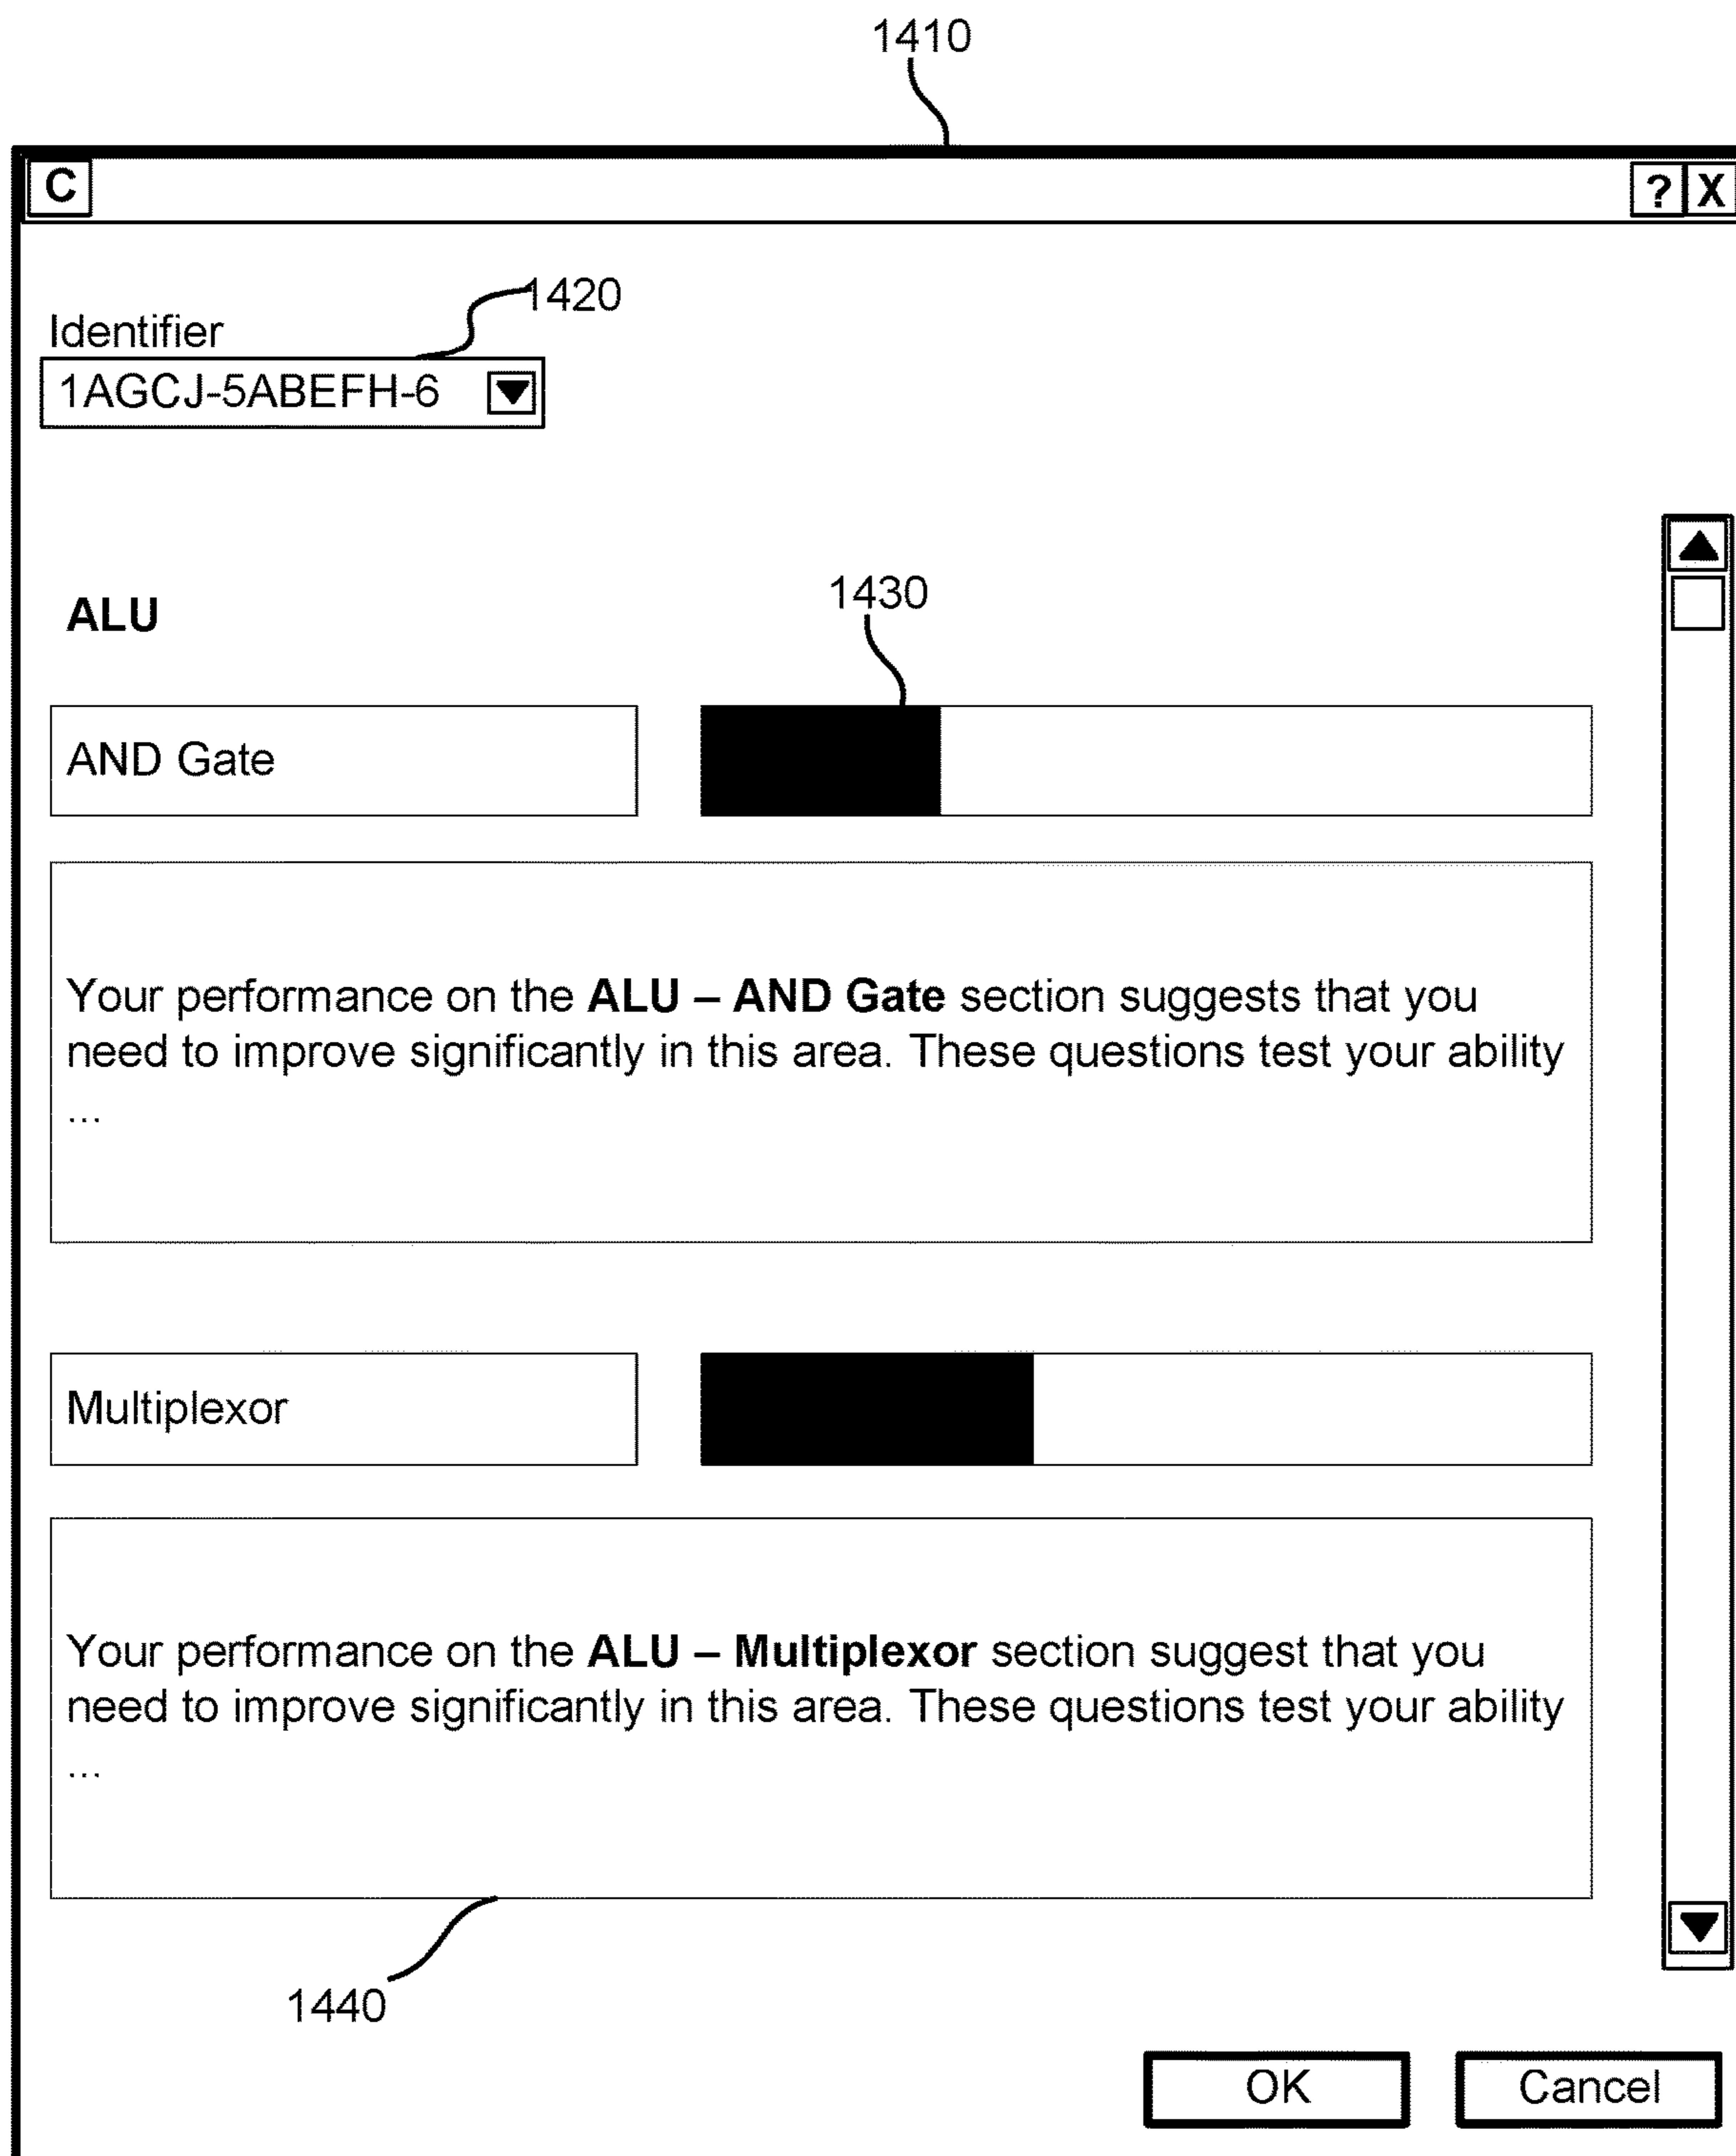 1410
C ? X
1420
Identifier
1AGCJ-5ABEFH-6
1430
ALU
AND Gate
Your performance on the ALU – AND Gate section suggests that you
need to improve significantly in this area. These questions test your ability
...
Multiplexor
Your performance on the ALU – Multiplexor section suggest that you
need to improve significantly in this area. These questions test your ability
...
1440
OK Cancel